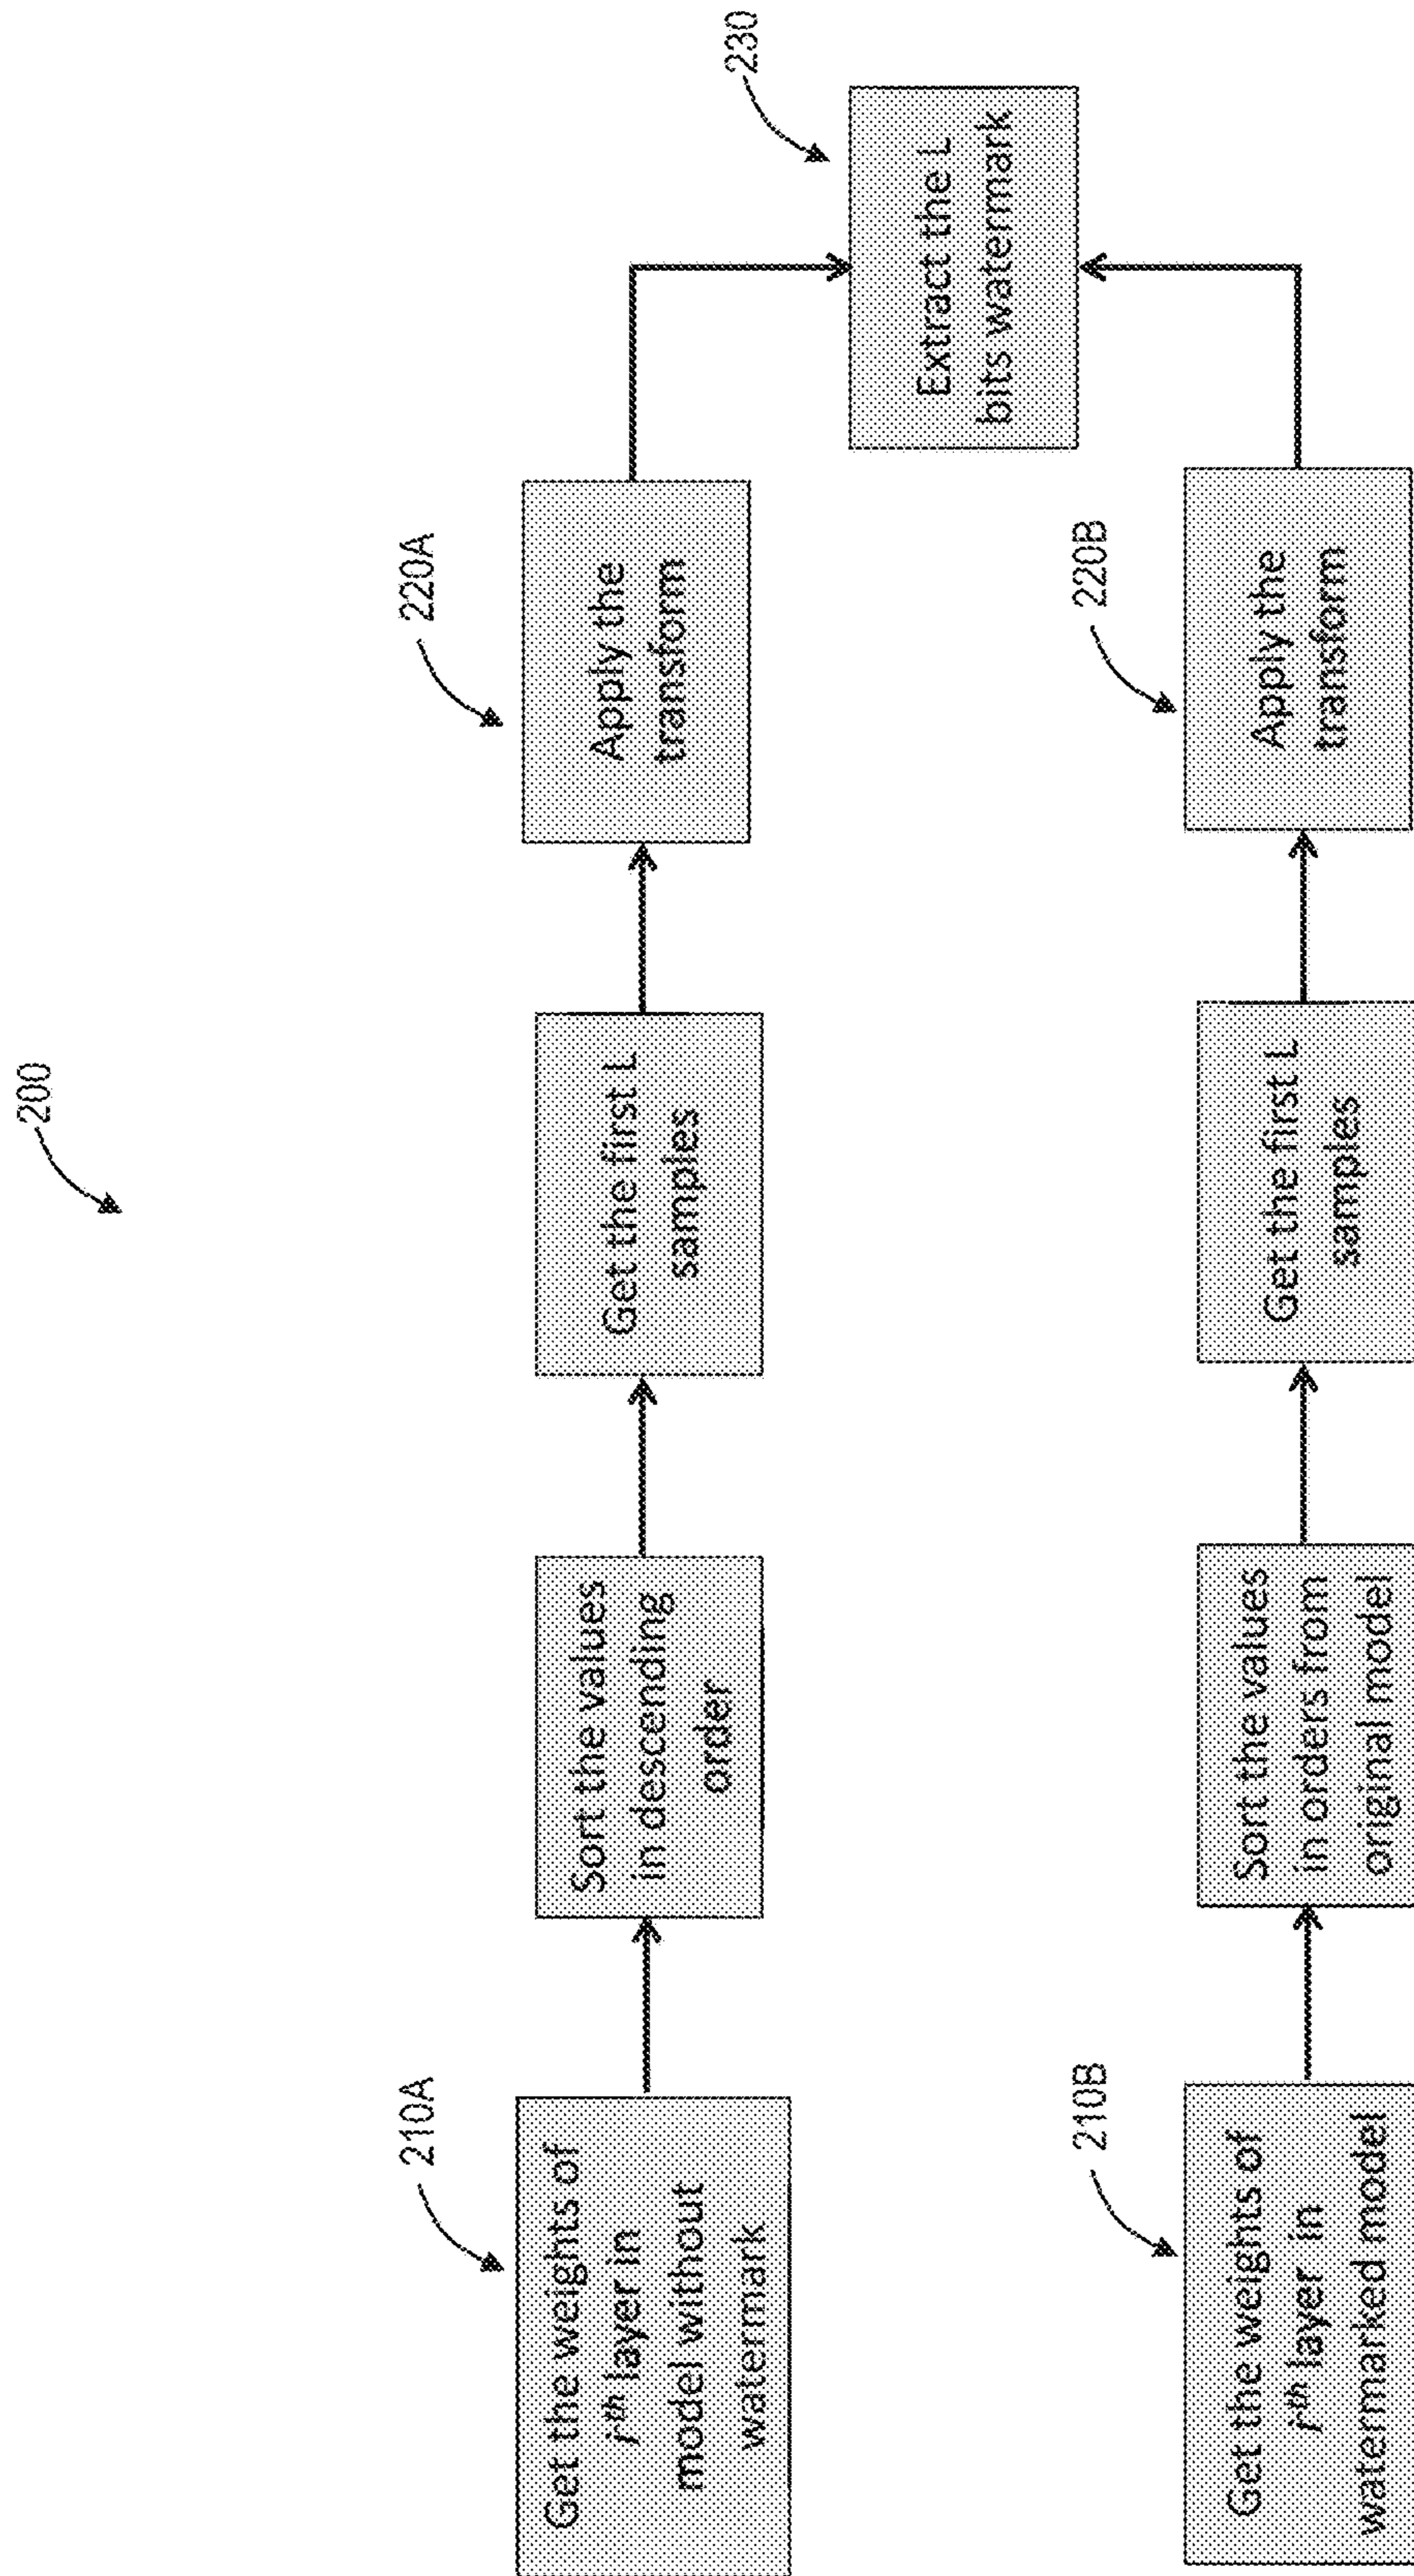 200
210A
Get the weights of
iᵗʰ layer in
model without
watermark
Sort the values
in descending
order
Get the first L
samples
220A
Apply the
transform
230
Extract the L
bits watermark
210B
Get the weights of
iᵗʰ layer in
watermarked model
Sort the values
in orders from
original model
Get the first L
samples
220B
Apply the
transform